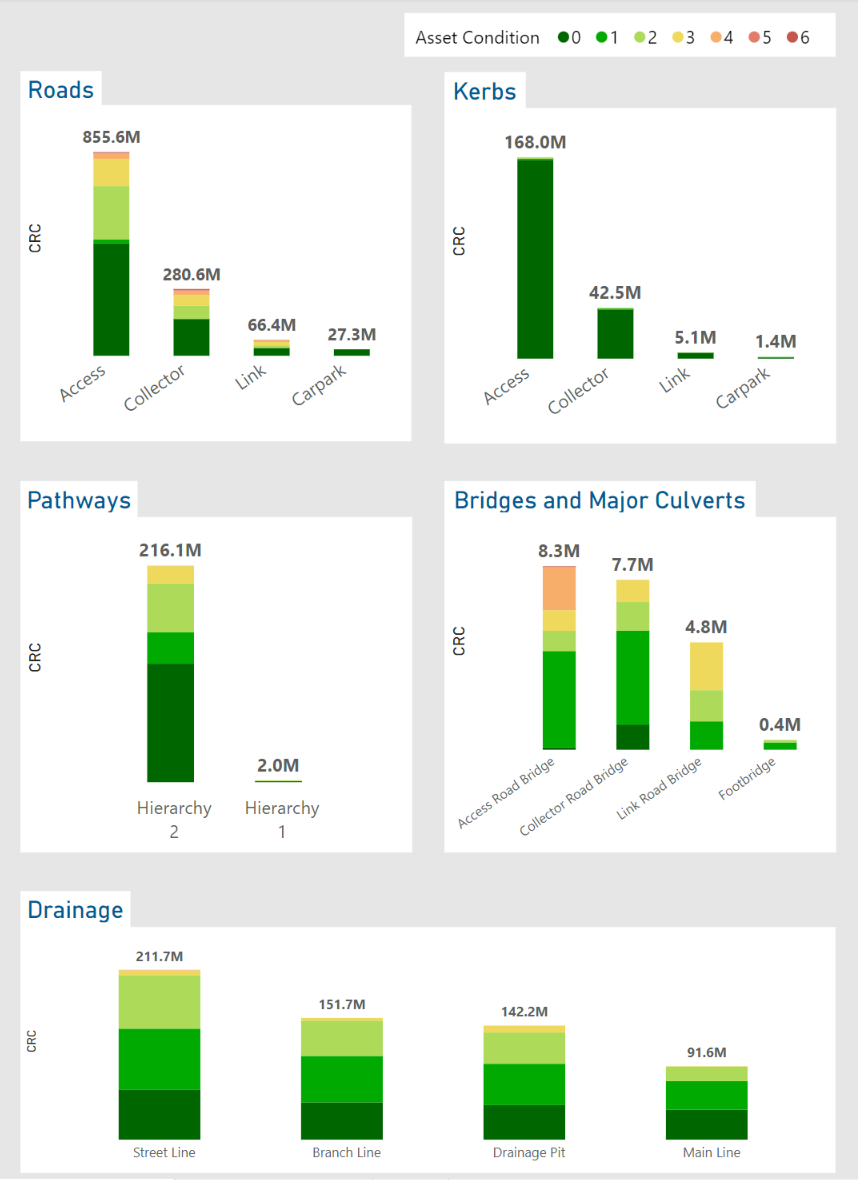 Asset Condition 0 1 2 3 4 5 6
Roads
855.6M
280.6M
66.4M
27.3M
CRC
Access
Collector
Link
Carpark
Kerbs
168.0M
42.5M
5.1M
1.4M
CRC
Access
Collector
Link
Carpark
Pathways
216.1M
2.0M
CRC
Hierarchy
2
Hierarchy
1
Bridges and Major Culverts
8.3M
7.7M
4.8M
0.4M
CRC
Access Road Bridge
Collector Road Bridge
Link Road Bridge
Footbridge
Drainage
211.7M
151.7M
142.2M
91.6M
CRC
Street Line
Branch Line
Drainage Pit
Main Line